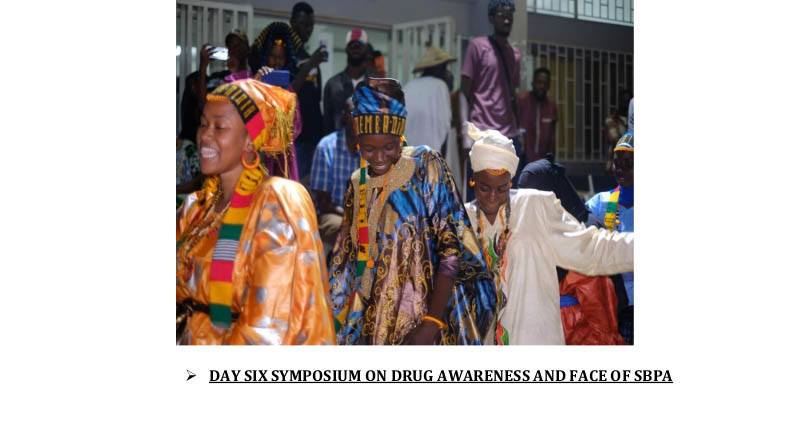 ➢ DAY SIX SYMPOSIUM ON DRUG AWARENESS AND FACE OF SBPA